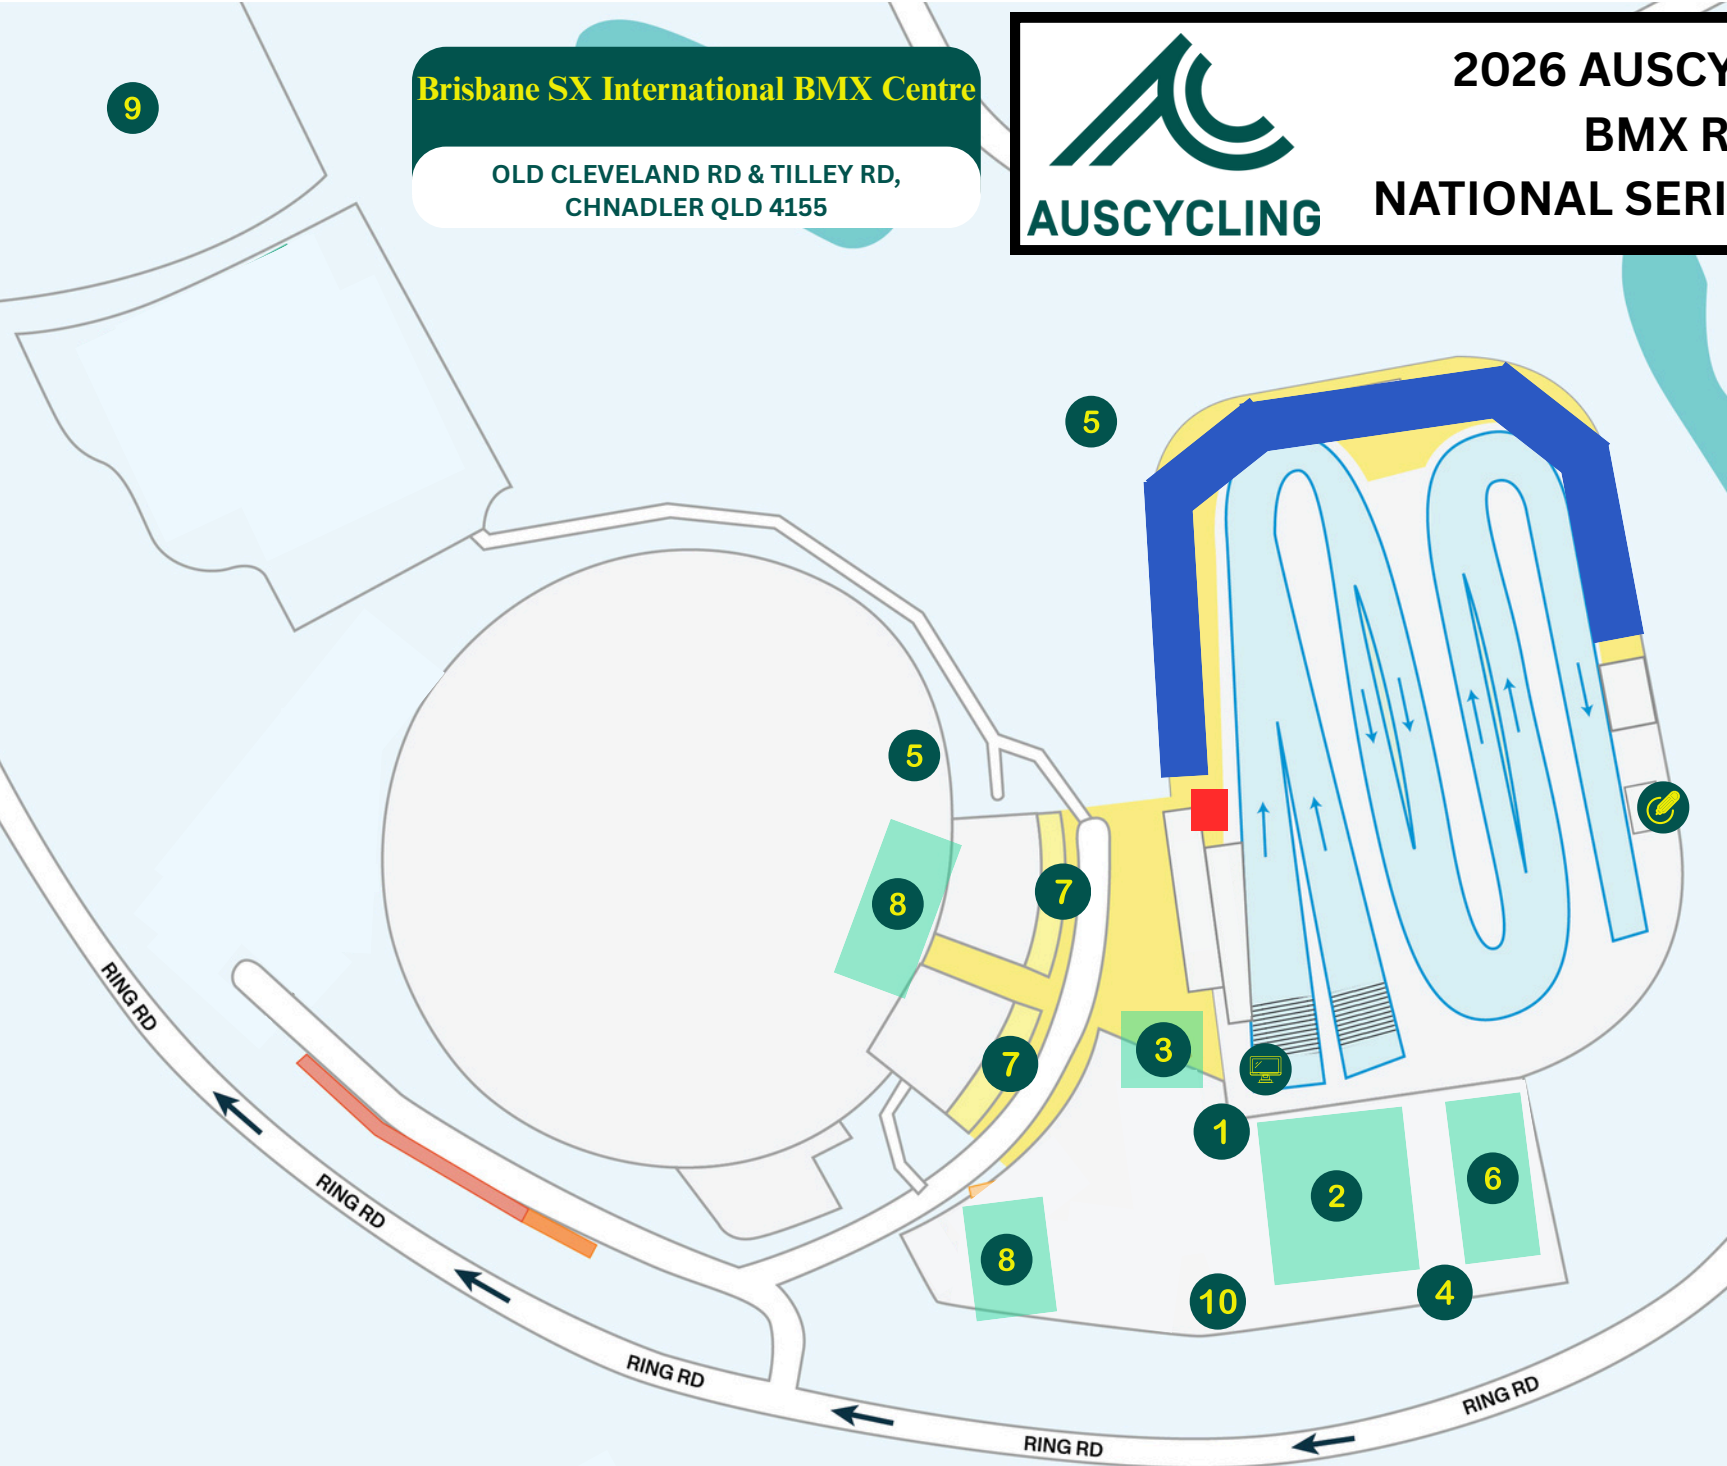 9
Brisbane SX International BMX Centre
OLD CLEVELAND RD & TILLEY RD,
CHNADLER QLD 4155
AUSCYCLING
2026 AUSCY
BMX R
NATIONAL SERI
5
5
8
7
7
3
1
2
6
8
10
4
RING RD
RING RD
RING RD
RING RD
RING RD